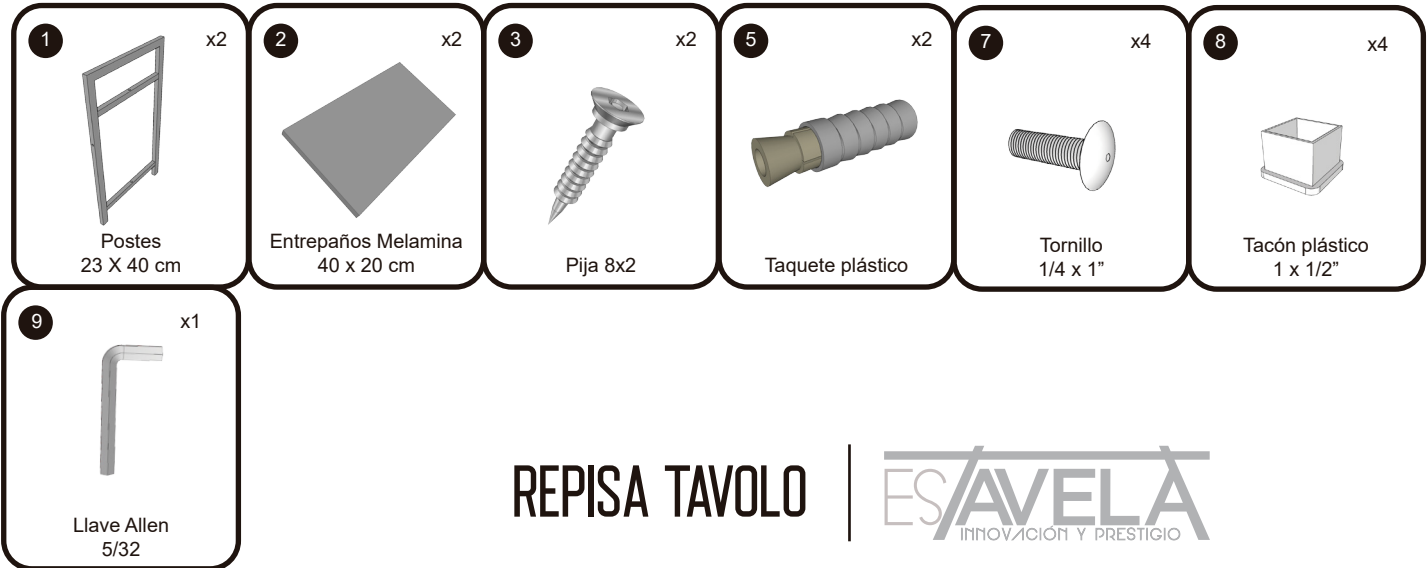 1 x2
Postes
23 X 40 cm
2 x2
Entrepaños Melamina
40 x 20 cm
3 x2
Pija 8x2
5 x2
Taquete plástico
7 x4
Tornillo
1/4 x 1”
8 x4
Tacón plástico
1 x 1/2”
9 x1
Llave Allen
5/32
REPISA TAVOLO
ESTAVELA
INNOVACIÓN Y PRESTIGIO